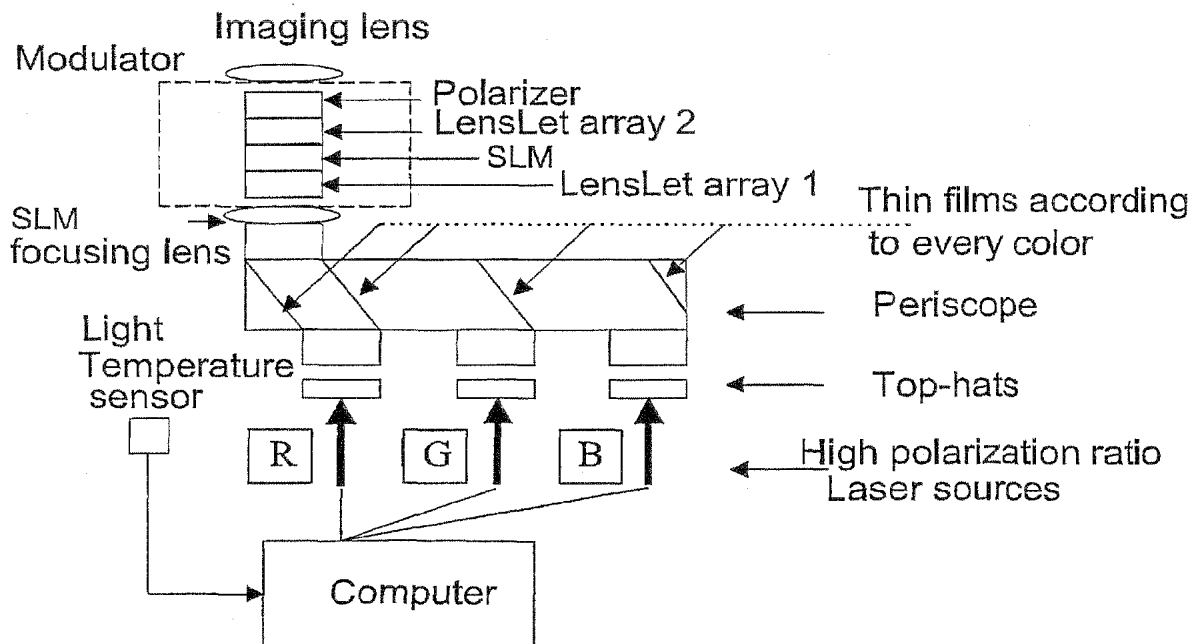 Imaging lens
Modulator
Polarizer
LensLet array 2
SLM
LensLet array 1
SLM
focusing lens
Thin films according
to every color
Periscope
Light
Temperature
sensor
Top-hats
R
G
B
High polarization ratio
Laser sources
Computer